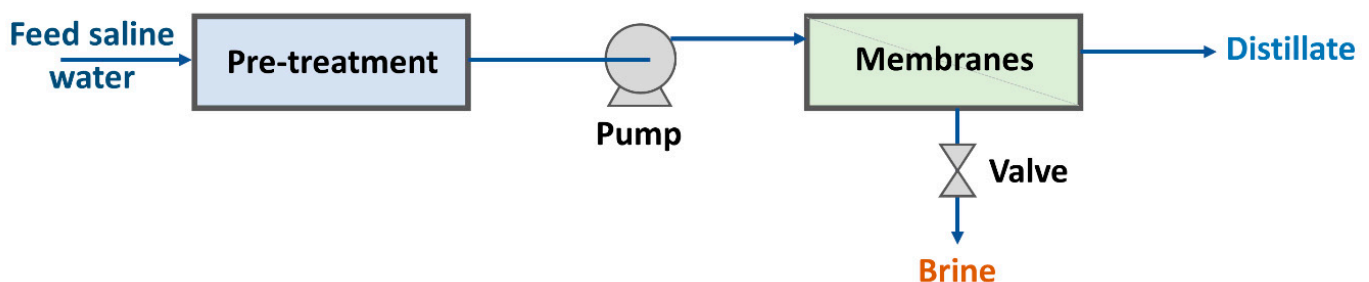 Feed saline
water
Pre-treatment
Pump
Membranes
Distillate
Valve
Brine